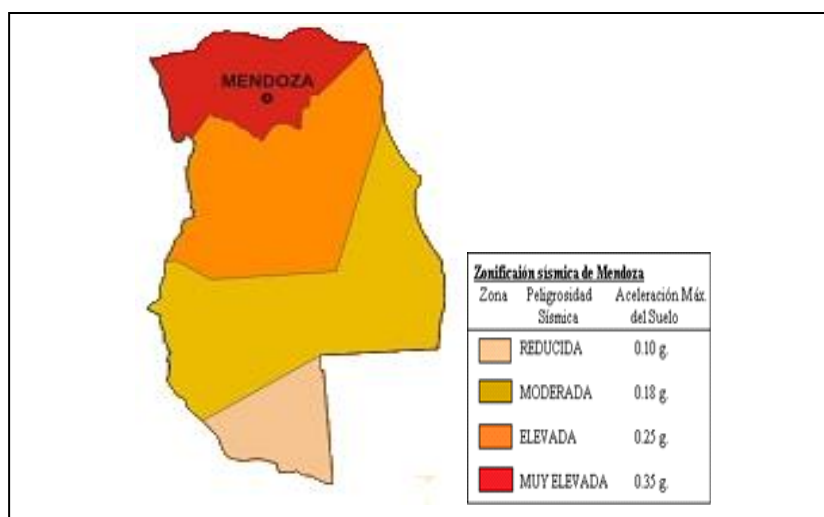 MENDOZA
Zonificaión sísmica de Mendoza
Zona Peligrosidad Sísmica Aceleración Máx. del Suelo
REDUCIDA 0.10 g.
MODERADA 0.18 g.
ELEVADA 0.25 g.
MUY ELEVADA 0.35 g.